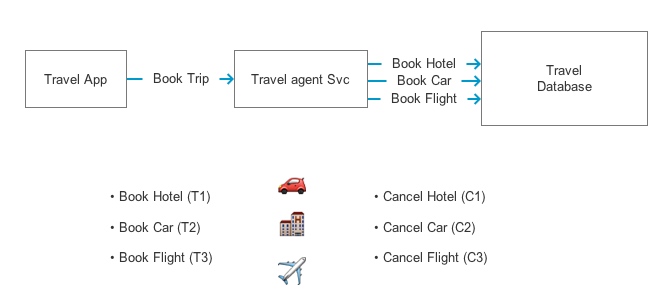 Travel App
Book Trip
Travel agent Svc
Book Hotel
Book Car
Book Flight
Travel
Database
• Book Hotel (T1)
• Book Car (T2)
• Book Flight (T3)
• Cancel Hotel (C1)
• Cancel Car (C2)
• Cancel Flight (C3)